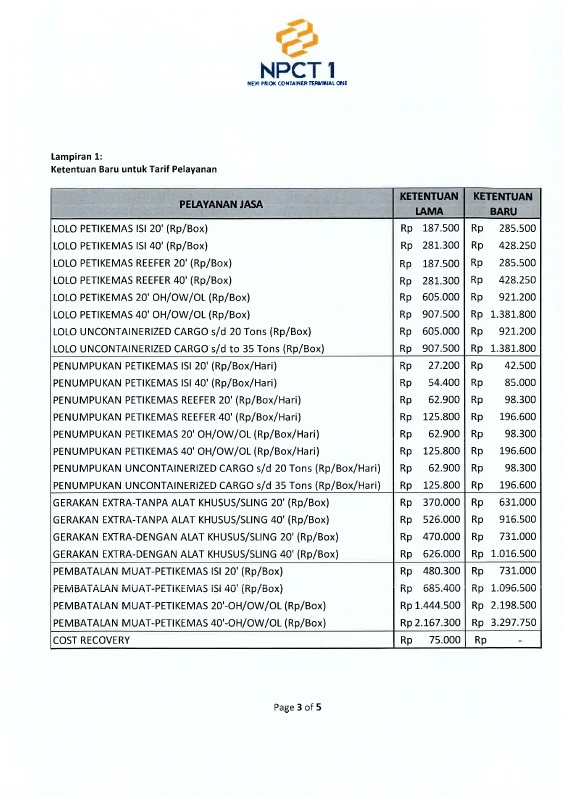 NPCT 1
NEW PRIOK CONTAINER TERMINAL ONE
Lampiran 1:
Ketentuan Baru untuk Tarif Pelayanan
PELAYANAN JASA KETENTUAN LAMA KETENTUAN BARU
LOLO PETIKEMAS ISI 20' (Rp/Box) Rp 187.500 Rp 285.500
LOLO PETIKEMAS ISI 40' (Rp/Box) Rp 281.300 Rp 428.250
LOLO PETIKEMAS REEFER 20' (Rp/Box) Rp 187.500 Rp 285.500
LOLO PETIKEMAS REEFER 40' (Rp/Box) Rp 281.300 Rp 428.250
LOLO PETIKEMAS 20' OH/OW/OL (Rp/Box) Rp 605.000 Rp 921.200
LOLO PETIKEMAS 40' OH/OW/OL (Rp/Box) Rp 907.500 Rp 1.381.800
LOLO UNCONTAINERIZED CARGO s/d 20 Tons (Rp/Box) Rp 605.000 Rp 921.200
LOLO UNCONTAINERIZED CARGO s/d to 35 Tons (Rp/Box) Rp 907.500 Rp 1.381.800
PENUMPUKAN PETIKEMAS ISI 20' (Rp/Box/Hari) Rp 27.200 Rp 42.500
PENUMPUKAN PETIKEMAS ISI 40' (Rp/Box/Hari) Rp 54.400 Rp 85.000
PENUMPUKAN PETIKEMAS REEFER 20' (Rp/Box/Hari) Rp 62.900 Rp 98.300
PENUMPUKAN PETIKEMAS REEFER 40' (Rp/Box/Hari) Rp 125.800 Rp 196.600
PENUMPUKAN PETIKEMAS 20' OH/OW/OL (Rp/Box/Hari) Rp 62.900 Rp 98.300
PENUMPUKAN PETIKEMAS 40' OH/OW/OL (Rp/Box/Hari) Rp 125.800 Rp 196.600
PENUMPUKAN UNCONTAINERIZED CARGO s/d 20 Tons (Rp/Box/Hari) Rp 62.900 Rp 98.300
PENUMPUKAN UNCONTAINERIZED CARGO s/d 35 Tons (Rp/Box/Hari) Rp 125.800 Rp 196.600
GERAKAN EXTRA-TANPA ALAT KHUSUS/SLING 20' (Rp/Box) Rp 370.000 Rp 631.000
GERAKAN EXTRA-TANPA ALAT KHUSUS/SLING 40' (Rp/Box) Rp 526.000 Rp 916.500
GERAKAN EXTRA-DENGAN ALAT KHUSUS/SLING 20' (Rp/Box) Rp 470.000 Rp 731.000
GERAKAN EXTRA-DENGAN ALAT KHUSUS/SLING 40' (Rp/Box) Rp 626.000 Rp 1.016.500
PEMBATALAN MUAT-PETIKEMAS ISI 20' (Rp/Box) Rp 480.300 Rp 731.000
PEMBATALAN MUAT-PETIKEMAS ISI 40' (Rp/Box) Rp 685.400 Rp 1.096.500
PEMBATALAN MUAT-PETIKEMAS 20'-OH/OW/OL (Rp/Box) Rp 1.444.500 Rp 2.198.500
PEMBATALAN MUAT-PETIKEMAS 40'-OH/OW/OL (Rp/Box) Rp 2.167.300 Rp 3.297.750
COST RECOVERY Rp 75.000 Rp -
Page 3 of 5